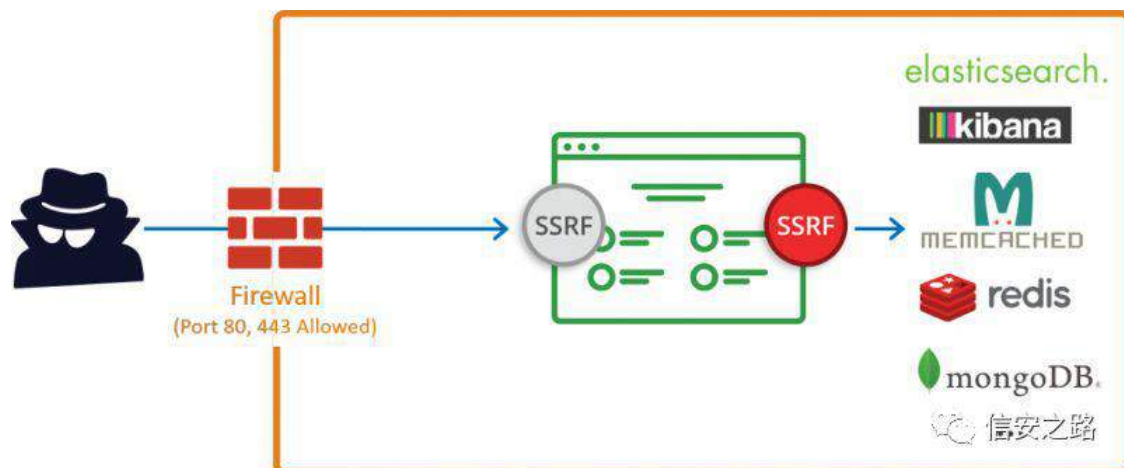 elasticsearch.
kibana
SSRF
SSRF
MEMCACHED
redis
Firewall
(Port 80, 443 Allowed)
mongoDB.
信安之路